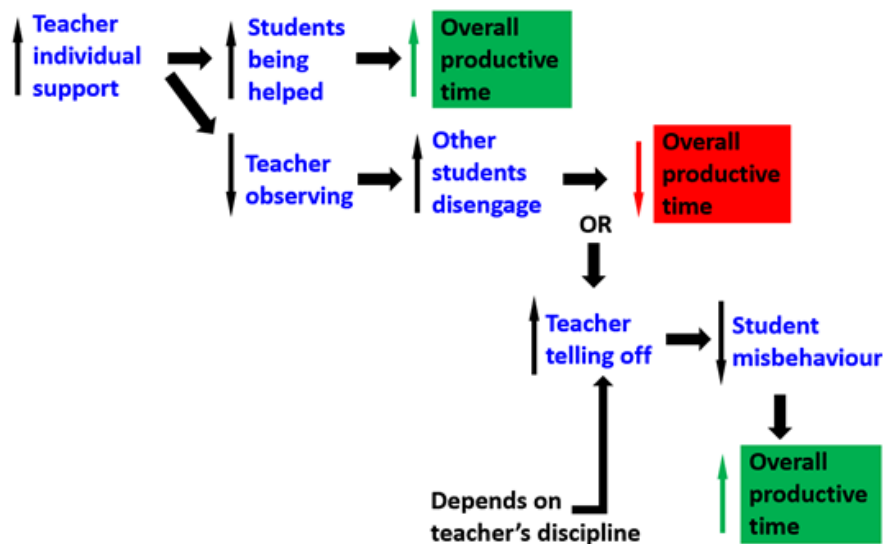 Teacher
individual
support
Students
being
helped
Overall
productive
time
Teacher
observing
Other
students
disengage
Overall
productive
time
OR
Teacher
telling off
Student
misbehaviour
Depends on
teacher's discipline
Overall
productive
time